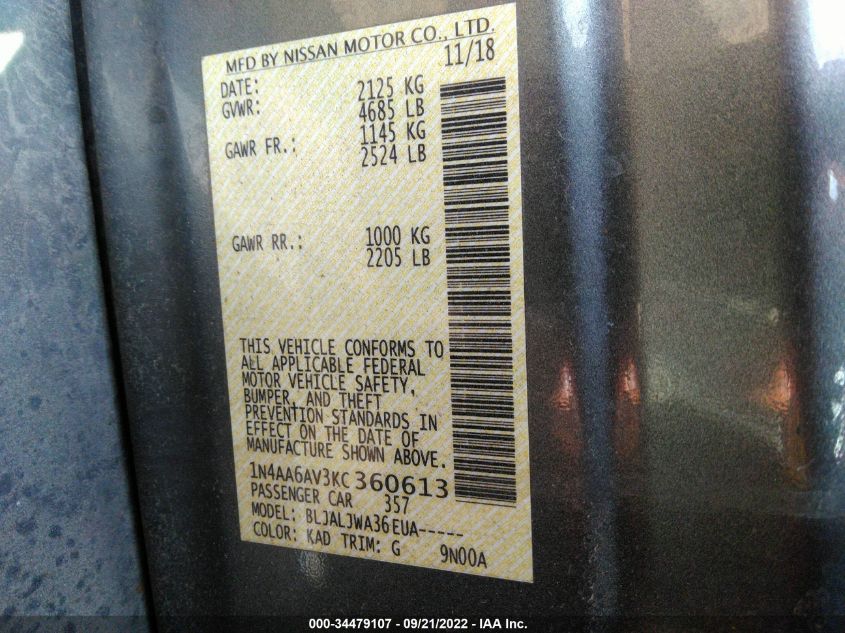 MFD BY NISSAN MOTOR CO., LTD.
DATE: 11/18
GVWR: 2125 KG
4685 LB
GAWR FR.: 1145 KG
2524 LB
GAWR RR.: 1000 KG
2205 LB
THIS VEHICLE CONFORMS TO
ALL APPLICABLE FEDERAL
MOTOR VEHICLE SAFETY,
BUMPER, AND THEFT
PREVENTION STANDARDS IN
EFFECT ON THE DATE OF
MANUFACTURE SHOWN ABOVE.
1N4AA6AV3KC360613
PASSENGER CAR 357
MODEL: BLJALJWA36EUA-----
COLOR: KAD TRIM: G 9N00A
000-34479107 - 09/21/2022 - IAA Inc.